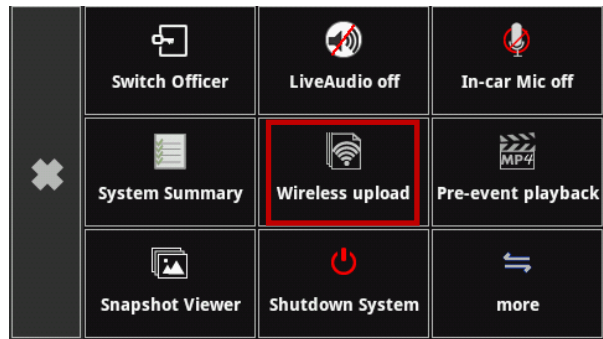 Switch Officer
LiveAudio off
In-car Mic off
System Summary
Wireless upload
MP4
Pre-event playback
Snapshot Viewer
Shutdown System
more